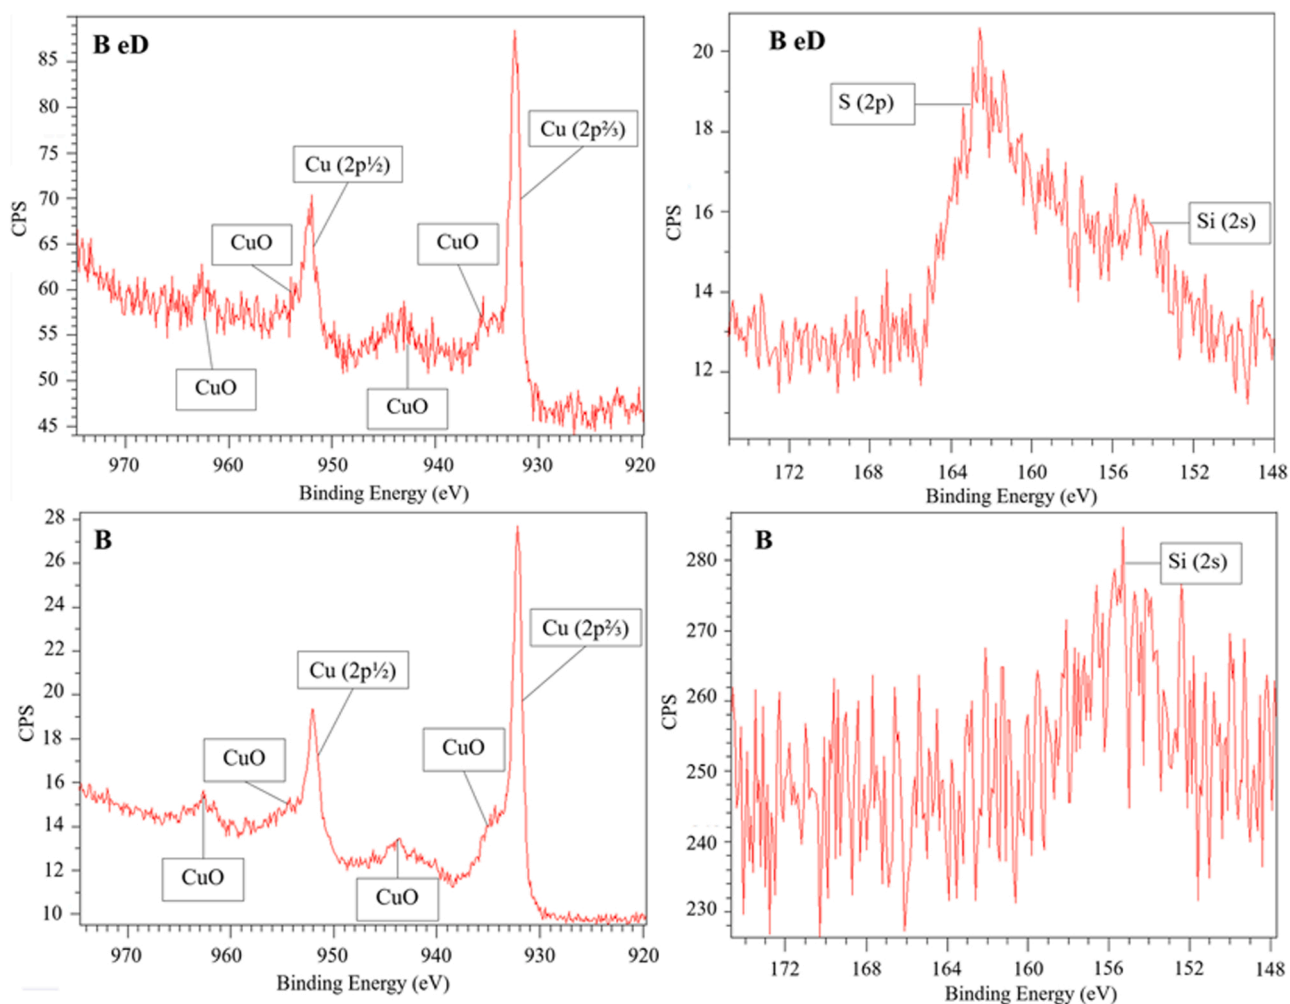 B eD
85
80
75
70
65
60
55
50
45
CPS
Cu (2p½)
Cu (2p⅔)
CuO
CuO
CuO
CuO
970 960 950 940 930 920
Binding Energy (eV)
B eD
20
18
16
14
12
CPS
S (2p)
Si (2s)
172 168 164 160 156 152 148
Binding Energy (eV)
B
28
26
24
22
20
18
16
14
12
10
CPS
Cu (2p½)
Cu (2p⅔)
CuO
CuO
CuO
CuO
970 960 950 940 930 920
Binding Energy (eV)
B
280
270
260
250
240
230
CPS
Si (2s)
172 168 164 160 156 152 148
Binding Energy (eV)